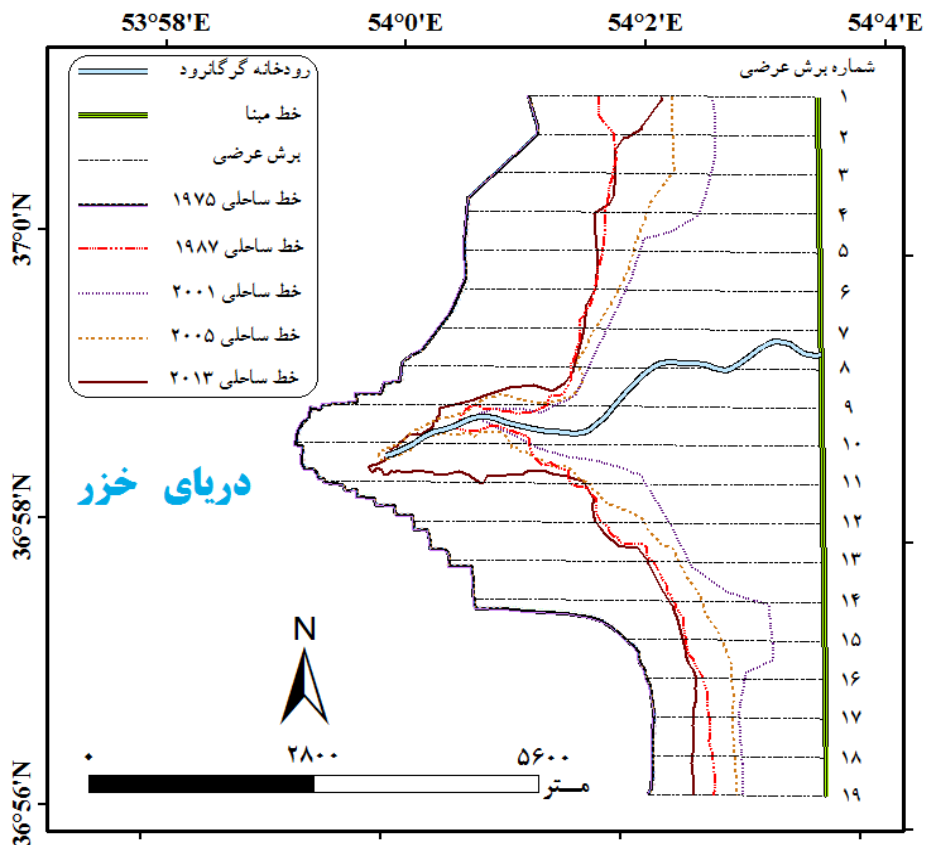 53°58'E 54°0'E 54°2'E 54°4'E
رودخانه گرگانرود
خط مبنا
برش عرضی
خط ساحلی ۱۹۷۵
خط ساحلی ۱۹۸۷
خط ساحلی ۲۰۰۱
خط ساحلی ۲۰۰۵
خط ساحلی ۲۰۱۳
شماره برش عرضی
۱
۲
۳
۴
۵
۶
۷
۸
۹
۱۰
۱۱
۱۲
۱۳
۱۴
۱۵
۱۶
۱۷
۱۸
۱۹
37°0'N
36°58'N
36°56'N
دریای خزر
N
۰ ۲۸۰۰ ۵۶۰۰
متر